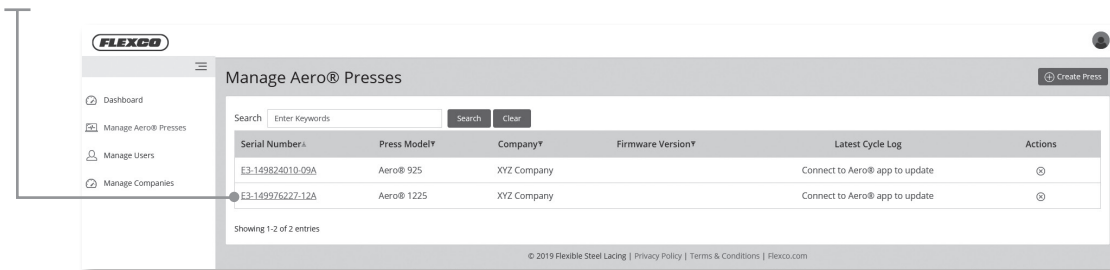 FLEXCO
Manage Aero® Presses
Create Press
Dashboard
Manage Aero® Presses
Manage Users
Manage Companies
Search Enter Keywords Search Clear
Serial Number Press Model Company Firmware Version Latest Cycle Log Actions
E3-149824010-09A Aero® 925 XYZ Company Connect to Aero® app to update
E3-149976227-12A Aero® 1225 XYZ Company Connect to Aero® app to update
Showing 1-2 of 2 entries
© 2019 Flexible Steel Lacing | Privacy Policy | Terms & Conditions | Flexco.com